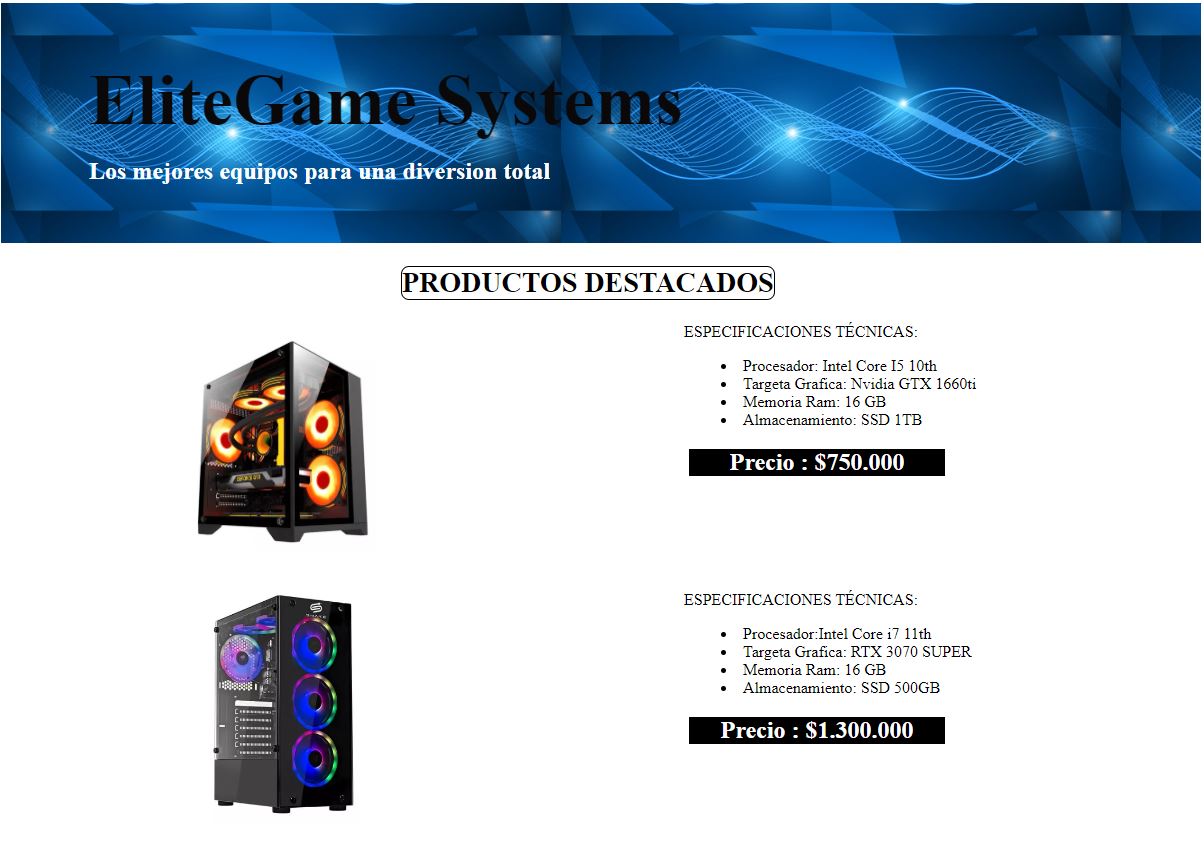 EliteGame Systems
Los mejores equipos para una diversion total
PRODUCTOS DESTACADOS
ESPECIFICACIONES TÉCNICAS:
Procesador: Intel Core I5 10th
Targeta Grafica: Nvidia GTX 1660ti
Memoria Ram: 16 GB
Almacenamiento: SSD 1TB
Precio : $750.000
GEFORCE GTX
ESPECIFICACIONES TÉCNICAS:
Procesador:Intel Core i7 11th
Targeta Grafica: RTX 3070 SUPER
Memoria Ram: 16 GB
Almacenamiento: SSD 500GB
Precio : $1.300.000